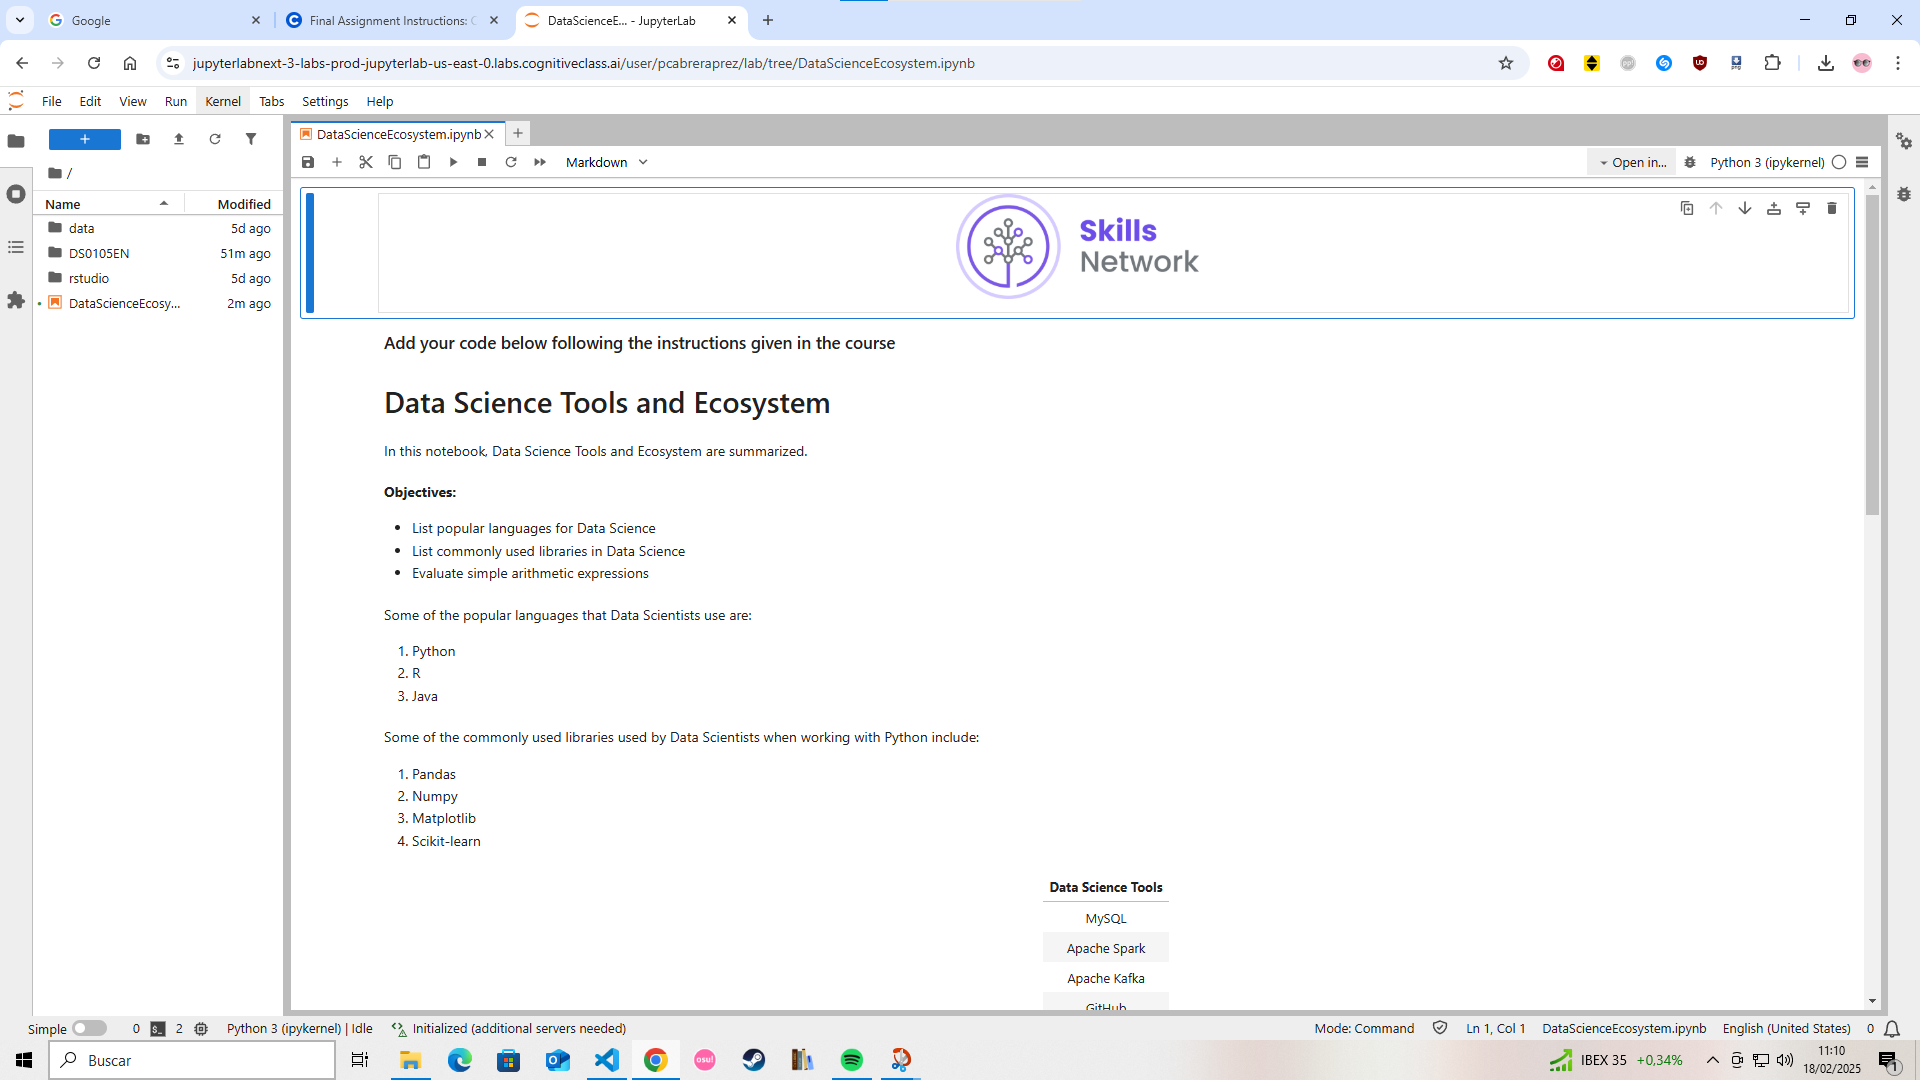 Google
Final Assignment Instructions: C
DataScienceE... - JupyterLab
jupyterlabnext-3-labs-prod-jupyterlab-us-east-0.labs.cognitiveclass.ai/user/pcabreraprez/lab/tree/DataScienceEcosystem.ipynb
File Edit View Run Kernel Tabs Settings Help
DataScienceEcosystem.ipynb
Markdown
Open in...
Python 3 (ipykernel)
/
Name Modified
data 5d ago
DS0105EN 51m ago
rstudio 5d ago
DataScienceEcosy... 2m ago
Skills
Network
Add your code below following the instructions given in the course
Data Science Tools and Ecosystem
In this notebook, Data Science Tools and Ecosystem are summarized.
Objectives:
• List popular languages for Data Science
• List commonly used libraries in Data Science
• Evaluate simple arithmetic expressions
Some of the popular languages that Data Scientists use are:
1. Python
2. R
3. Java
Some of the commonly used libraries used by Data Scientists when working with Python include:
1. Pandas
2. Numpy
3. Matplotlib
4. Scikit-learn
Data Science Tools
MySQL
Apache Spark
Apache Kafka
GitHub
Simple 0 2 Python 3 (ipykernel) | Idle Initialized (additional servers needed) Mode: Command Ln 1, Col 1 DataScienceEcosystem.ipynb English (United States) 0
Buscar
osu!
IBEX 35 +0,34%
11:10
18/02/2025
1